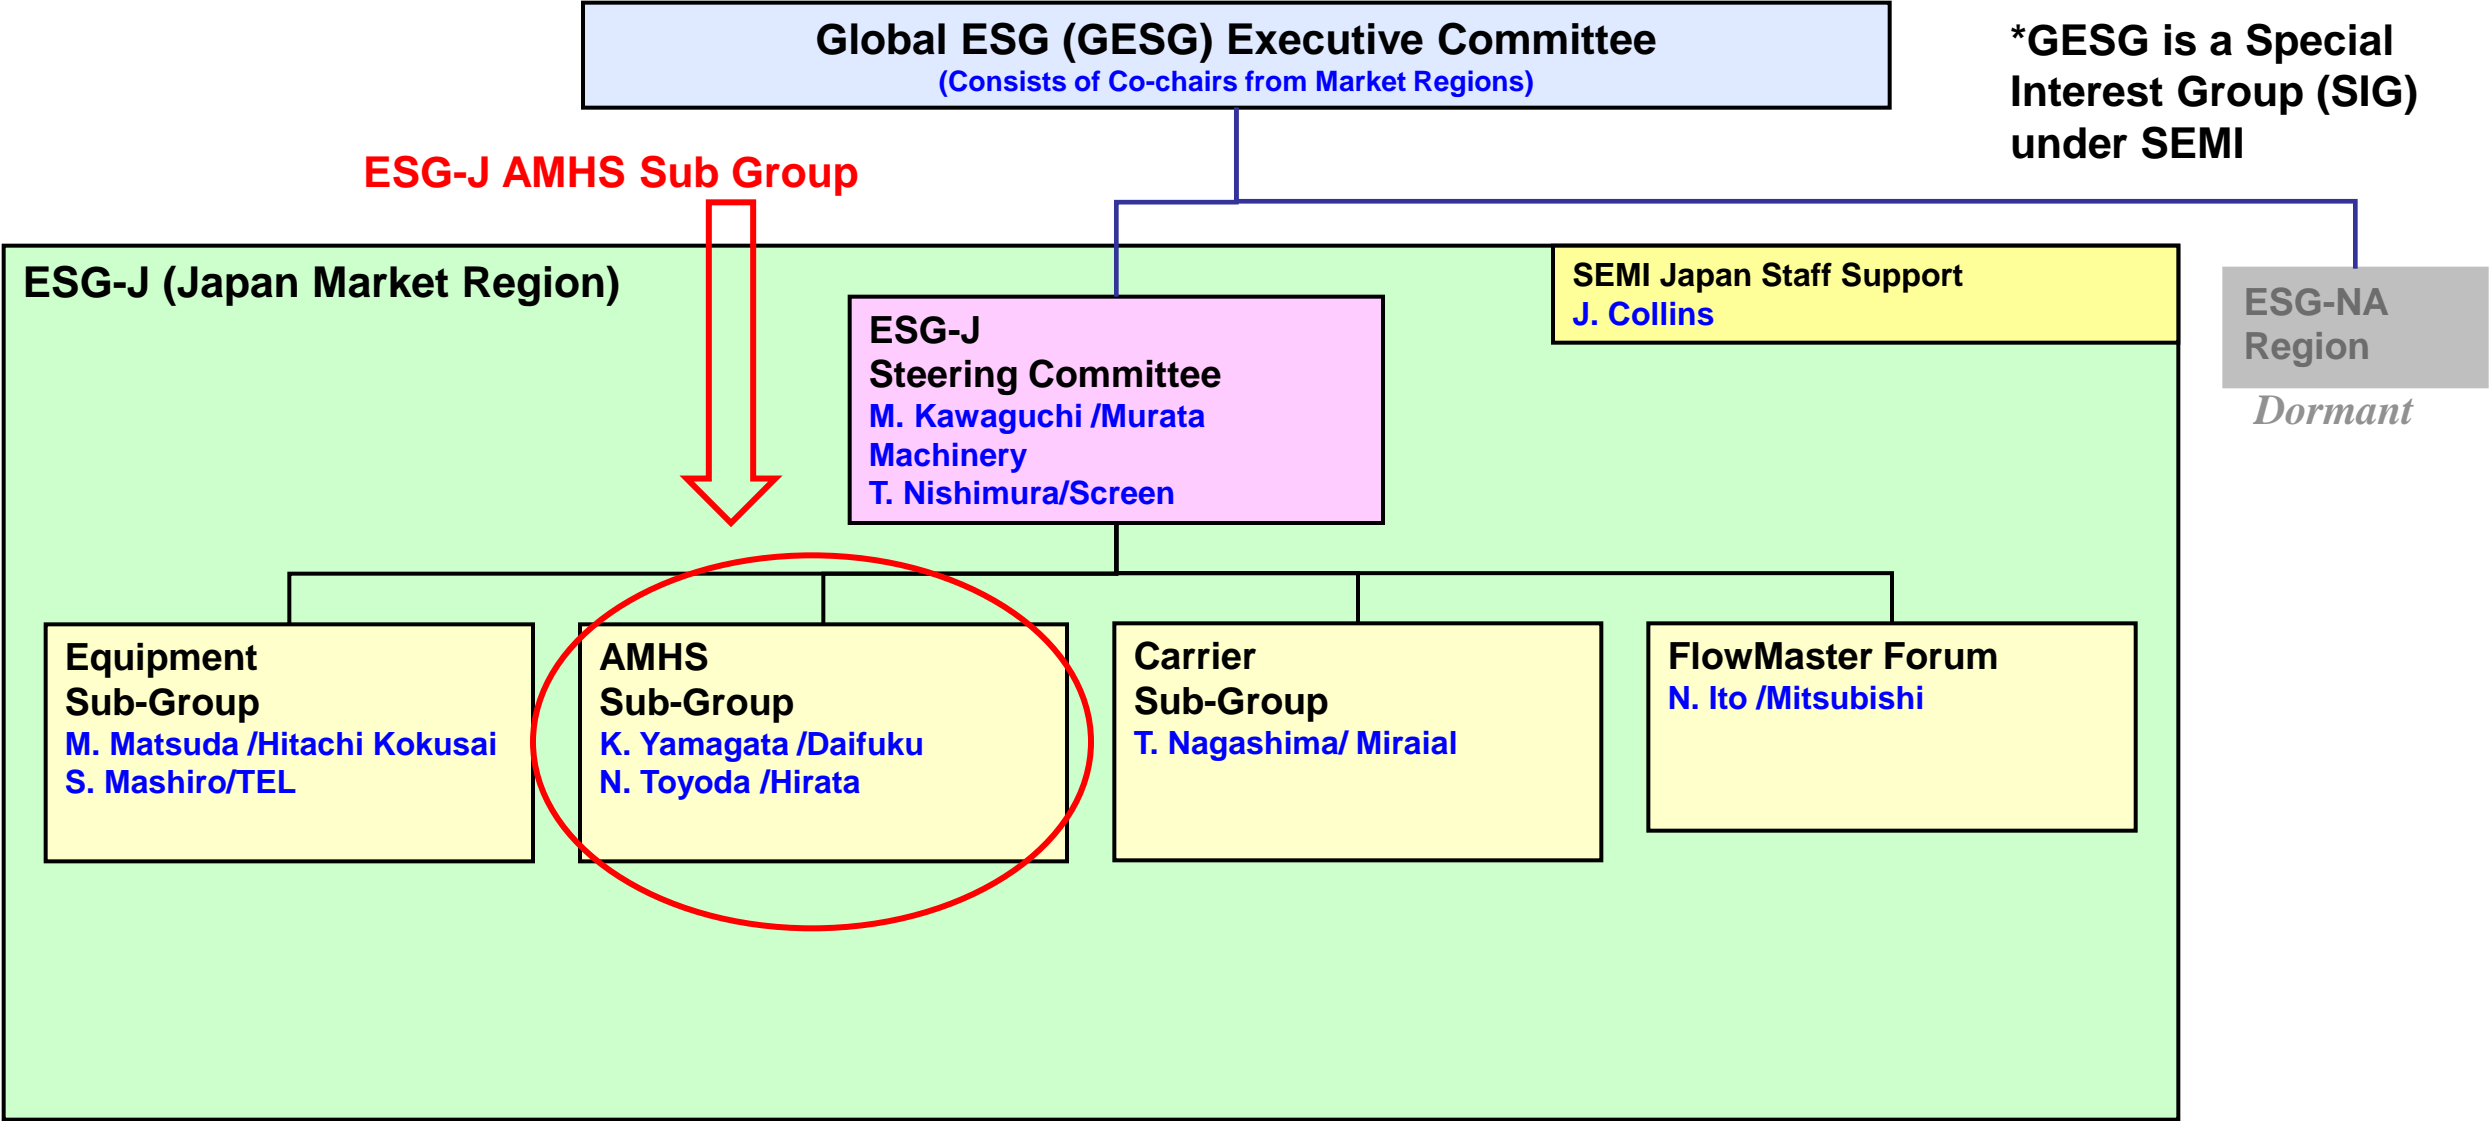 Global ESG (GESG) Executive Committee
(Consists of Co-chairs from Market Regions)
*GESG is a Special
Interest Group (SIG)
under SEMI
ESG-J AMHS Sub Group
ESG-J (Japan Market Region)
SEMI Japan Staff Support
J. Collins
ESG-NA
Region
Dormant
ESG-J
Steering Committee
M. Kawaguchi /Murata
Machinery
T. Nishimura/Screen
Equipment
Sub-Group
M. Matsuda /Hitachi Kokusai
S. Mashiro/TEL
AMHS
Sub-Group
K. Yamagata /Daifuku
N. Toyoda /Hirata
Carrier
Sub-Group
T. Nagashima/ Miraial
FlowMaster Forum
N. Ito /Mitsubishi